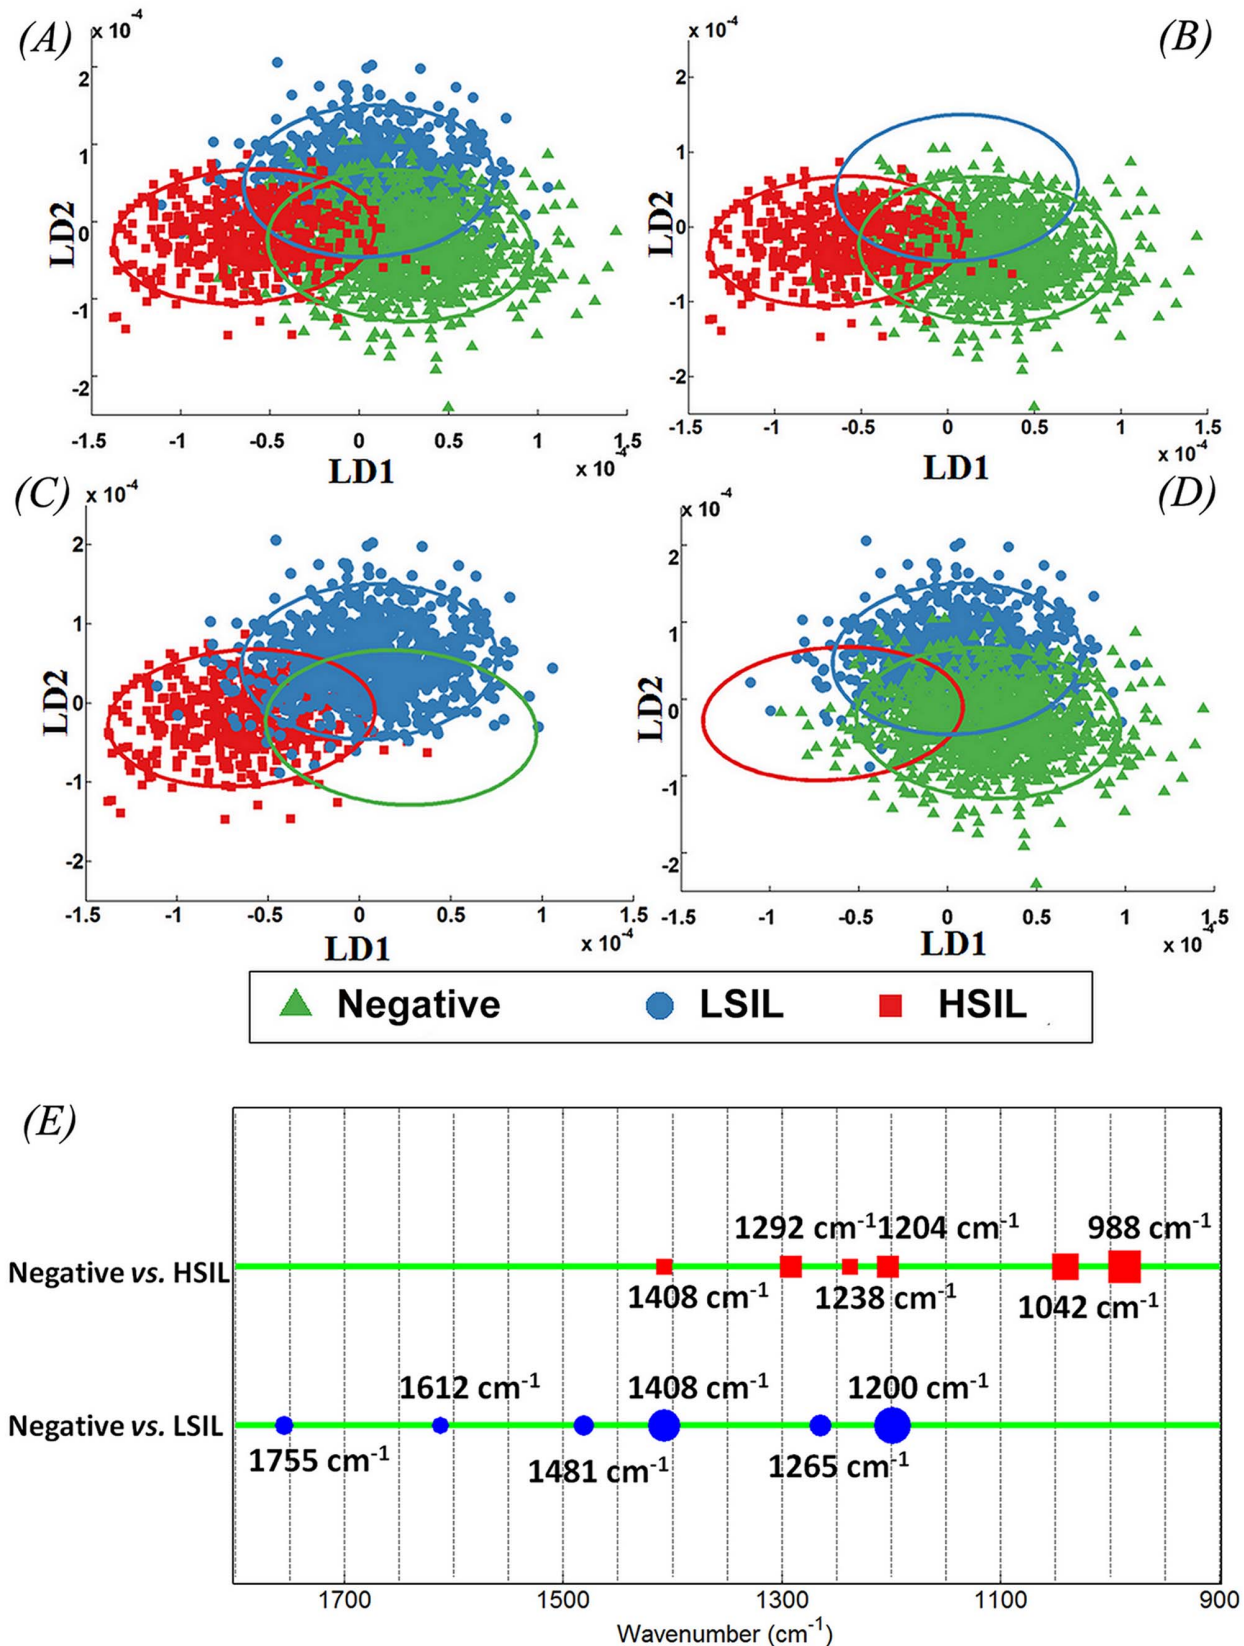 (A)
x 10⁻⁴
2
1
0
-1
-2
LD2
-1.5 -1 -0.5 0 0.5 1 1.5
x 10⁻⁴
LD1
(B)
x 10⁻⁴
2
1
0
-1
-2
LD2
-1.5 -1 -0.5 0 0.5 1 1.5
x 10⁻⁴
LD1
(C)
x 10⁻⁴
2
1
0
-1
-2
LD2
-1.5 -1 -0.5 0 0.5 1 1.5
x 10⁻⁴
LD1
(D)
x 10⁻⁴
2
1
0
-1
-2
LD2
-1.5 -1 -0.5 0 0.5 1 1.5
x 10⁻⁴
LD1
Negative LSIL HSIL
(E)
1292 cm⁻¹ 1204 cm⁻¹ 988 cm⁻¹
Negative vs. HSIL
1408 cm⁻¹ 1238 cm⁻¹ 1042 cm⁻¹
1612 cm⁻¹ 1408 cm⁻¹ 1200 cm⁻¹
Negative vs. LSIL
1755 cm⁻¹ 1481 cm⁻¹ 1265 cm⁻¹
1700 1500 1300 1100 900
Wavenumber (cm⁻¹)